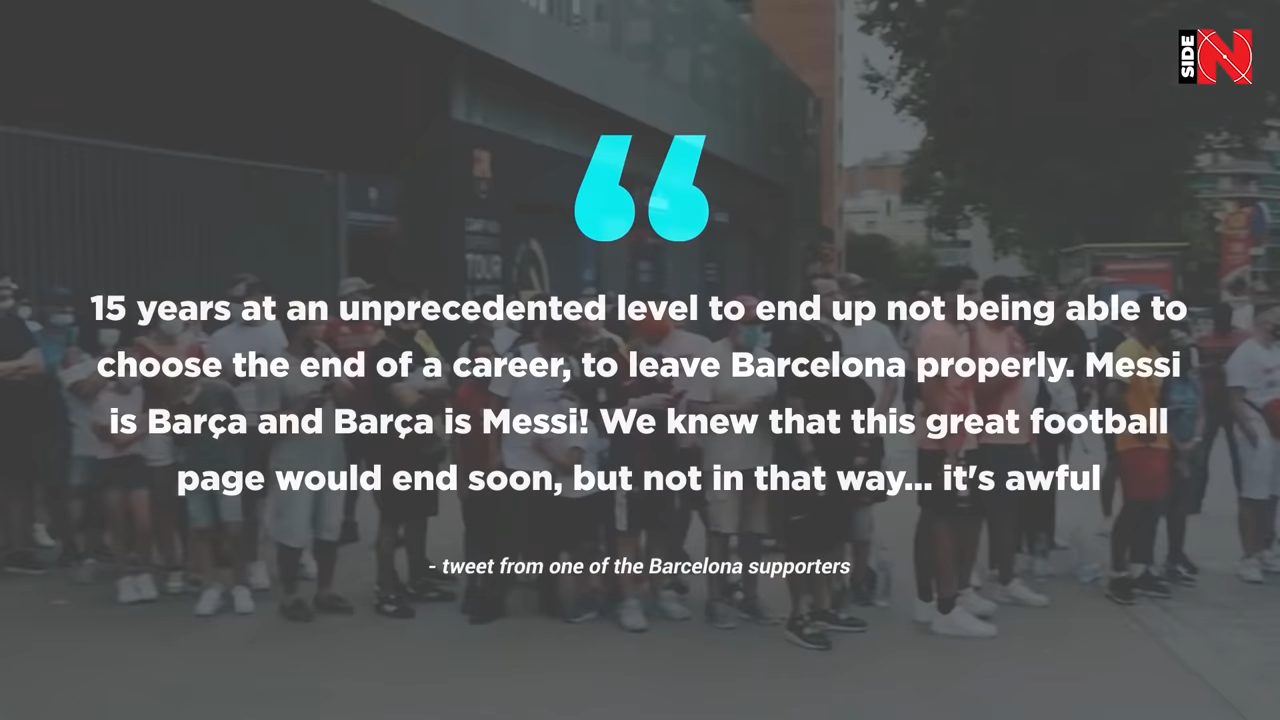 SIDE
N
15 years at an unprecedented level to end up not being able to
choose the end of a career, to leave Barcelona properly. Messi
is Barça and Barça is Messi! We knew that this great football
page would end soon, but not in that way... it's awful
- tweet from one of the Barcelona supporters
TOUR